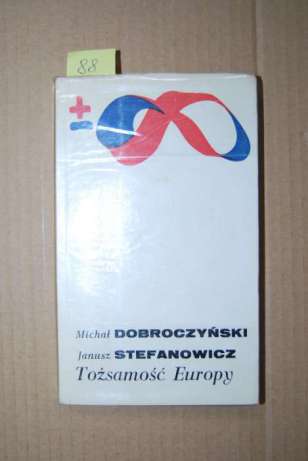 88
±∞
Michał DOBROCZYŃSKI
Janusz STEFANOWICZ
Tożsamość Europy